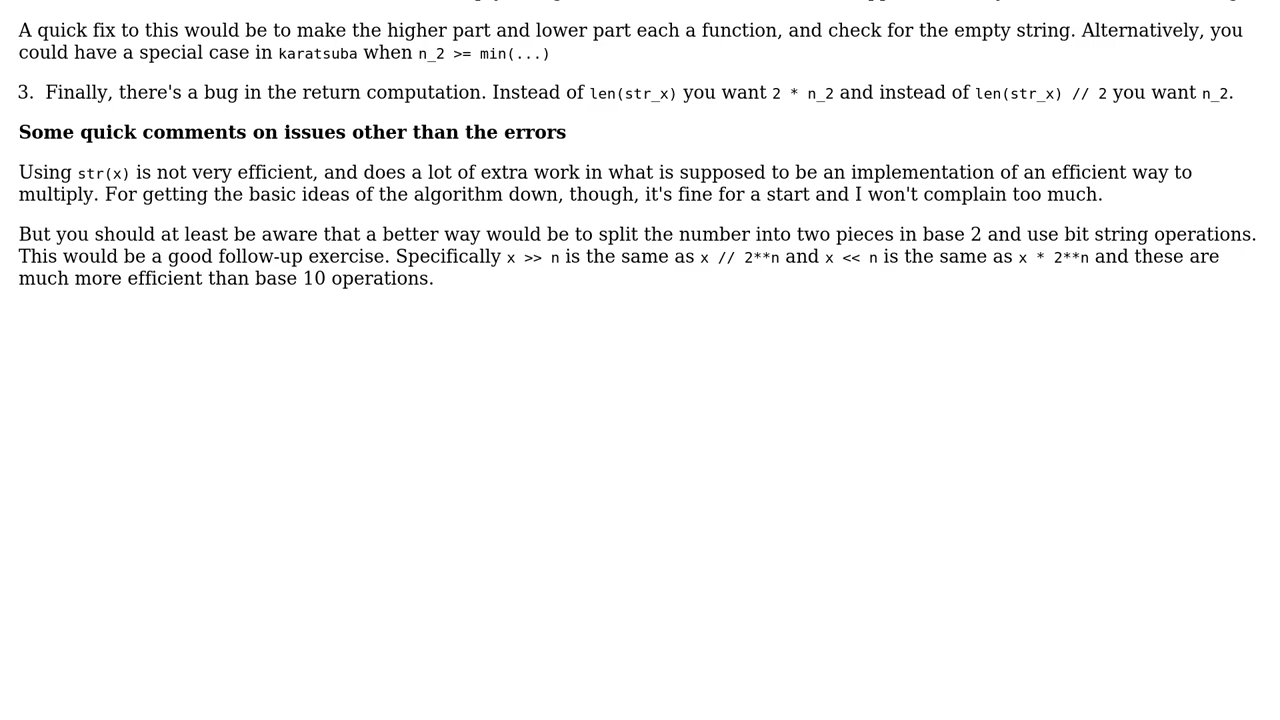 A quick fix to this would be to make the higher part and lower part each a function, and check for the empty string. Alternatively, you
could have a special case in karatsuba when n_2 >= min(...)
3. Finally, there's a bug in the return computation. Instead of len(str_x) you want 2 * n_2 and instead of len(str_x) // 2 you want n_2.
Some quick comments on issues other than the errors
Using str(x) is not very efficient, and does a lot of extra work in what is supposed to be an implementation of an efficient way to
multiply. For getting the basic ideas of the algorithm down, though, it's fine for a start and I won't complain too much.
But you should at least be aware that a better way would be to split the number into two pieces in base 2 and use bit string operations.
This would be a good follow-up exercise. Specifically x >> n is the same as x // 2**n and x << n is the same as x * 2**n and these are
much more efficient than base 10 operations.